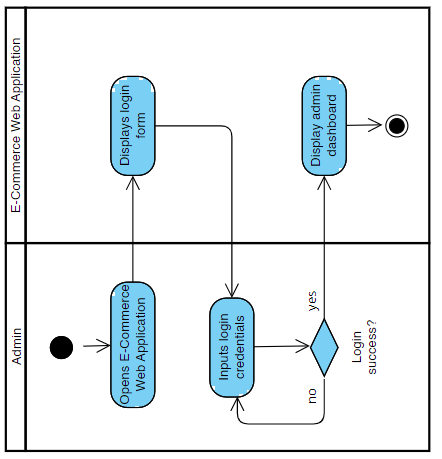 E-Commerce Web Application
Displays login
form
Display admin
dashboard
Admin
Opens E-Commerce
Web Application
Inputs login
credentials
yes
no
Login
success?